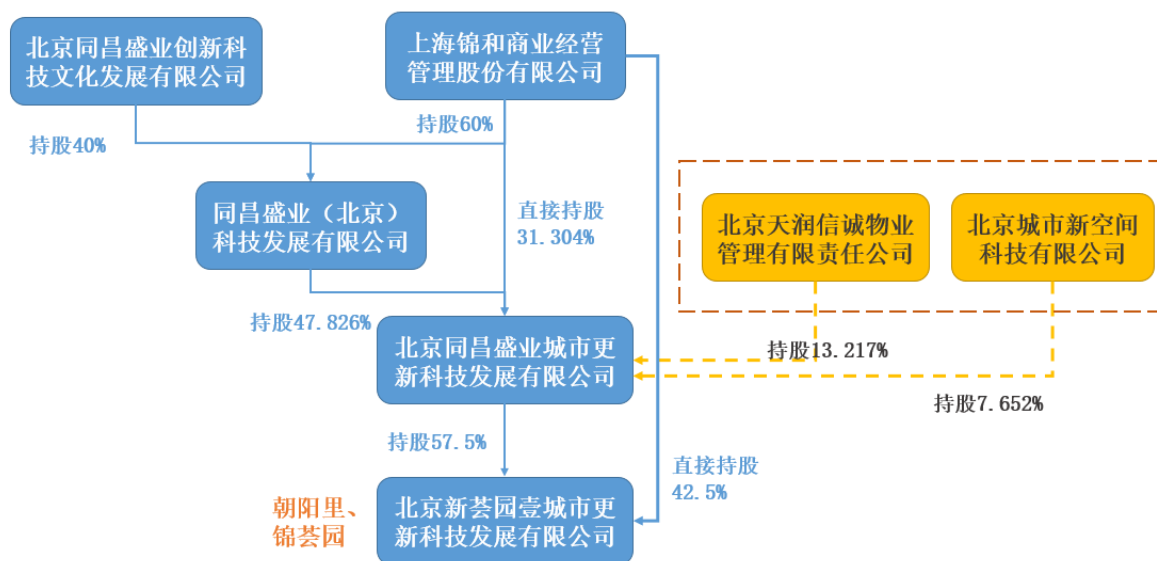 北京同昌盛业创新科
技文化发展有限公司
上海锦和商业经营
管理股份有限公司
持股40%
持股60%
同昌盛业（北京）
科技发展有限公司
直接持股
31.304%
北京天润信诚物业
管理有限责任公司
北京城市新空间
科技有限公司
持股47.826%
北京同昌盛业城市更
新科技发展有限公司
持股13.217%
持股7.652%
持股57.5%
直接持股
42.5%
朝阳里、
锦荟园
北京新荟园壹城市更
新科技发展有限公司